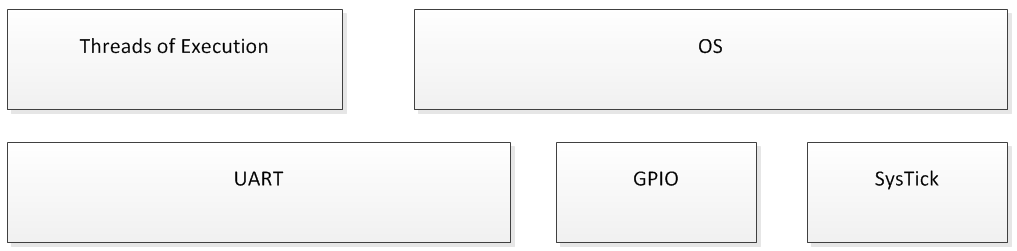 Threads of Execution
OS
UART
GPIO
SysTick